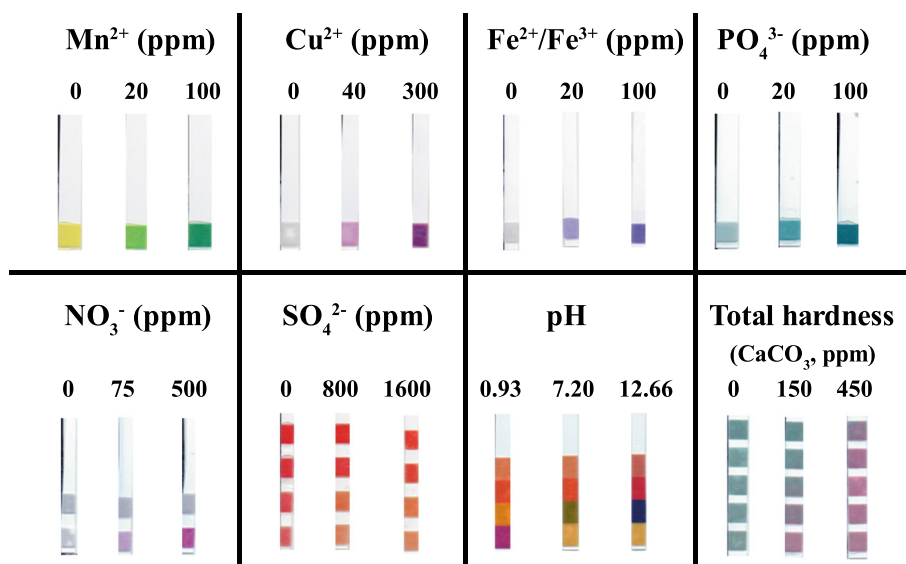 Mn²⁺ (ppm)
0 20 100
Cu²⁺ (ppm)
0 40 300
Fe²⁺/Fe³⁺ (ppm)
0 20 100
PO₄³⁻ (ppm)
0 20 100
NO₃⁻ (ppm)
0 75 500
SO₄²⁻ (ppm)
0 800 1600
pH
0.93 7.20 12.66
Total hardness
(CaCO₃, ppm)
0 150 450